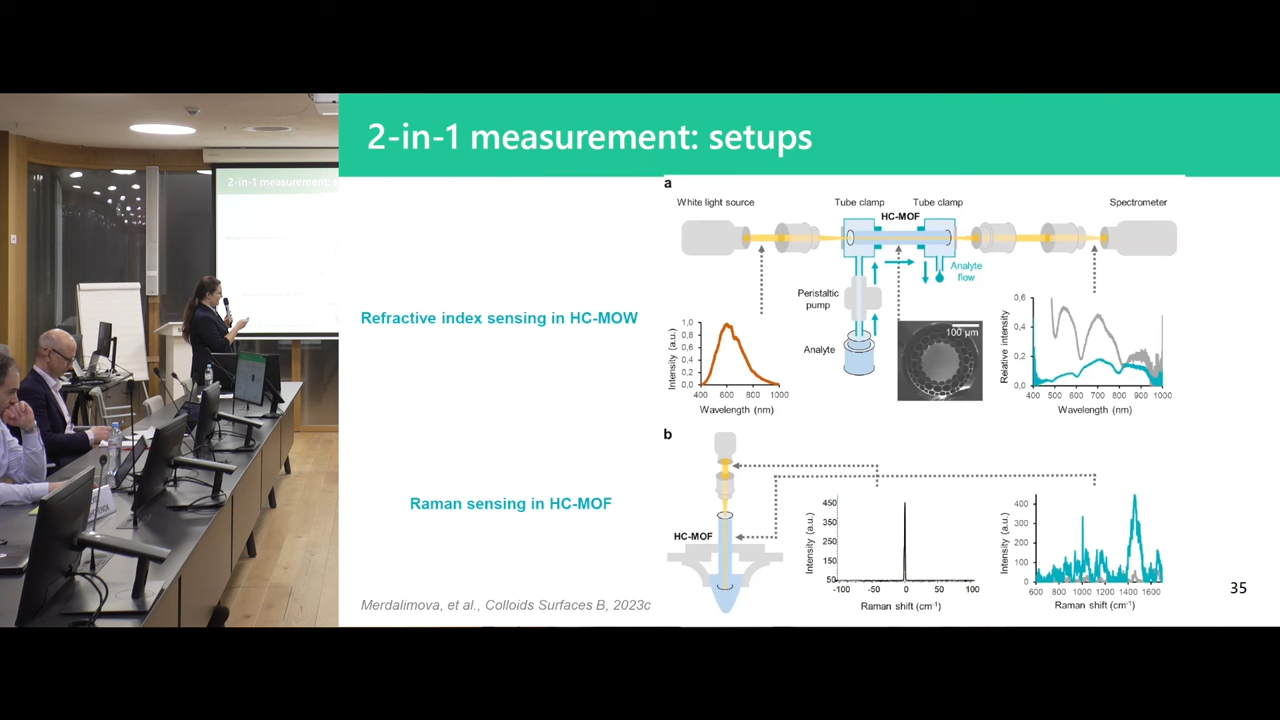 2-in-1 measurement: setups
2-in-1 measurement: s
a
White light source
Tube clamp
Tube clamp
Spectrometer
HC-MOF
Analyte
flow
Peristaltic
pump
Analyte
Refractive index sensing in HC-MOW
Intensity (a.u.)
1,0
0,8
0,6
0,4
0,2
0,0
400 600 800 1000
Wavelength (nm)
100 µm
Relative intensity
0,6
0,4
0,2
0,0
400 500 600 700 800 900 1000
Wavelength (nm)
b
Raman sensing in HC-MOF
HC-MOF
Intensity (a.u.)
450
350
250
150
50
-100 -50 0 50 100
Raman shift (cm⁻¹)
Intensity (a.u.)
400
300
200
100
0
600 800 1000 1200 1400 1600
Raman shift (cm⁻¹)
Merdalimova, et al., Colloids Surfaces B, 2023c
35